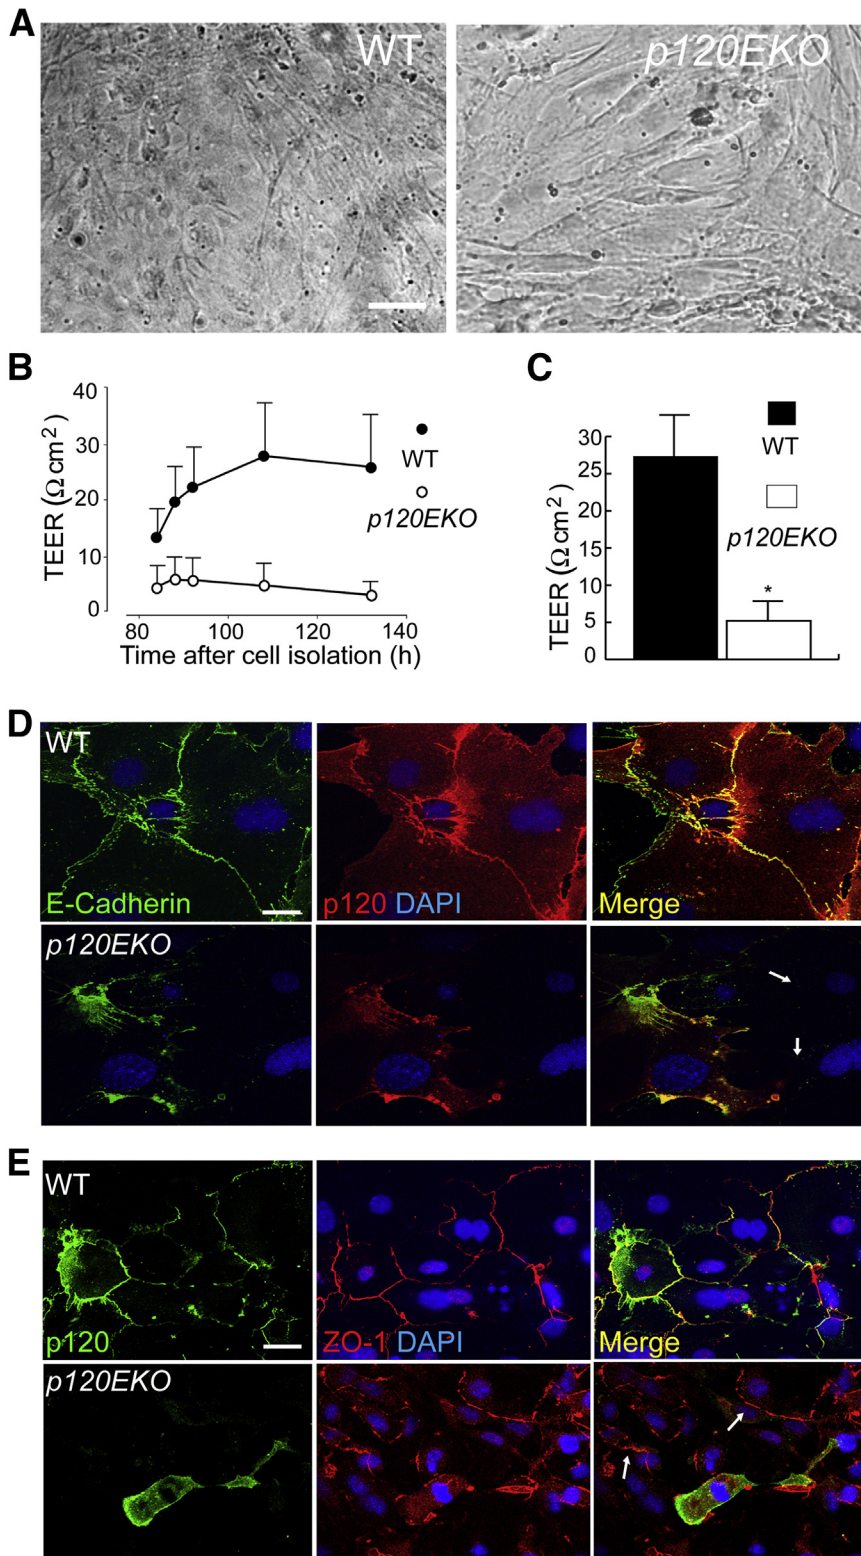 A
WT
p120EKO
B
40
30
20
10
0
TEER (Ω cm²)
80
100
120
140
Time after cell isolation (h)
WT
p120EKO
C
30
25
20
15
10
5
0
TEER (Ω cm²)
*
WT
p120EKO
D
WT
E-Cadherin
p120 DAPI
Merge
p120EKO
E
WT
p120
ZO-1 DAPI
Merge
p120EKO